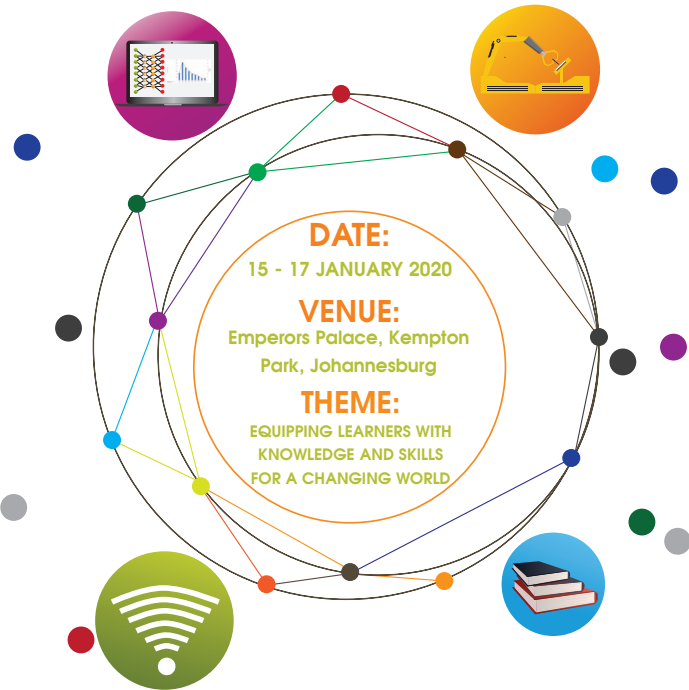 DATE:
15 - 17 JANUARY 2020
VENUE:
Emperors Palace, Kempton
Park, Johannesburg
THEME:
EQUIPPING LEARNERS WITH
KNOWLEDGE AND SKILLS
FOR A CHANGING WORLD